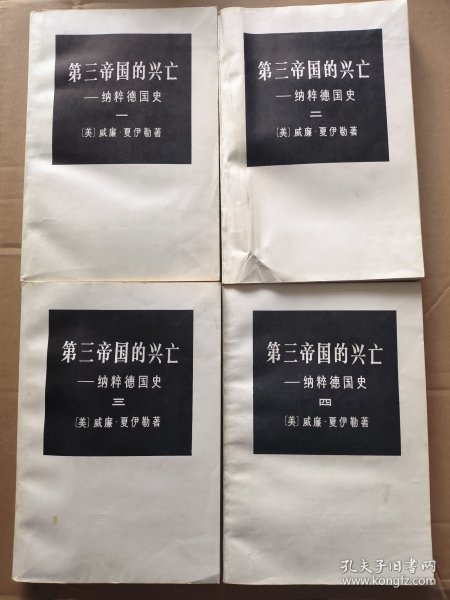 第三帝国的兴亡
——纳粹德国史
一
〔美〕威廉·夏伊勒著
第三帝国的兴亡
——纳粹德国史
二
〔美〕威廉·夏伊勒著
第三帝国的兴亡
——纳粹德国史
三
〔美〕威廉·夏伊勒著
第三帝国的兴亡
——纳粹德国史
四
〔美〕威廉·夏伊勒著
孔夫子旧书网
www.kongfz.com